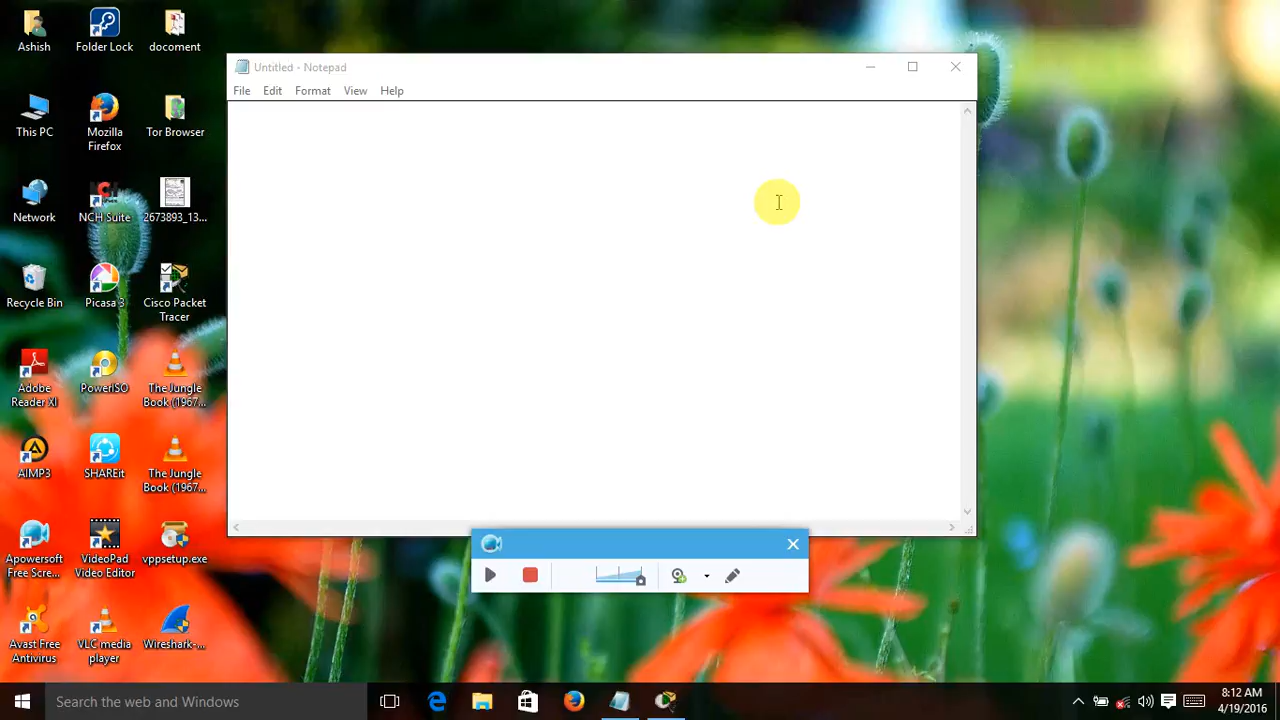 Ashish
Folder Lock
docoment
This PC
Mozilla
Firefox
Tor Browser
Network
NCH Suite
2673893_13...
Recycle Bin
Picasa 3
Cisco Packet
Tracer
Adobe
Reader XI
PowerISO
The Jungle
Book (1967...
AIMP3
SHAREit
The Jungle
Book (1967...
Apowersoft
Free Scre...
VideoPad
Video Editor
vppsetup.exe
Avast Free
Antivirus
VLC media
player
Wireshark-...
Untitled - Notepad
File Edit Format View Help
Search the web and Windows
8:12 AM
4/19/2016